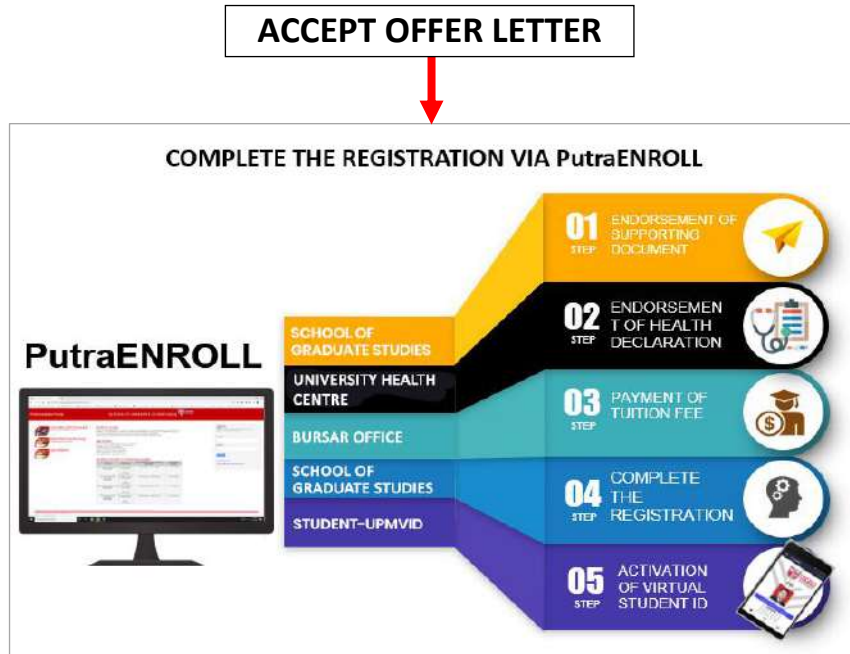 ACCEPT OFFER LETTER
COMPLETE THE REGISTRATION VIA PutraENROLL
PutraENROLL
SCHOOL OF
GRADUATE STUDIES
UNIVERSITY HEALTH
CENTRE
BURSAR OFFICE
SCHOOL OF
GRADUATE STUDIES
STUDENT-UPMVID
01
STEP
ENDORSEMENT OF
SUPPORTING
DOCUMENT
02
STEP
ENDORSEMEN
T OF HEALTH
DECLARATION
03
STEP
PAYMENT OF
TUITION FEE
04
STEP
COMPLETE
THE
REGISTRATION
05
STEP
ACTIVATION
OF VIRTUAL
STUDENT ID